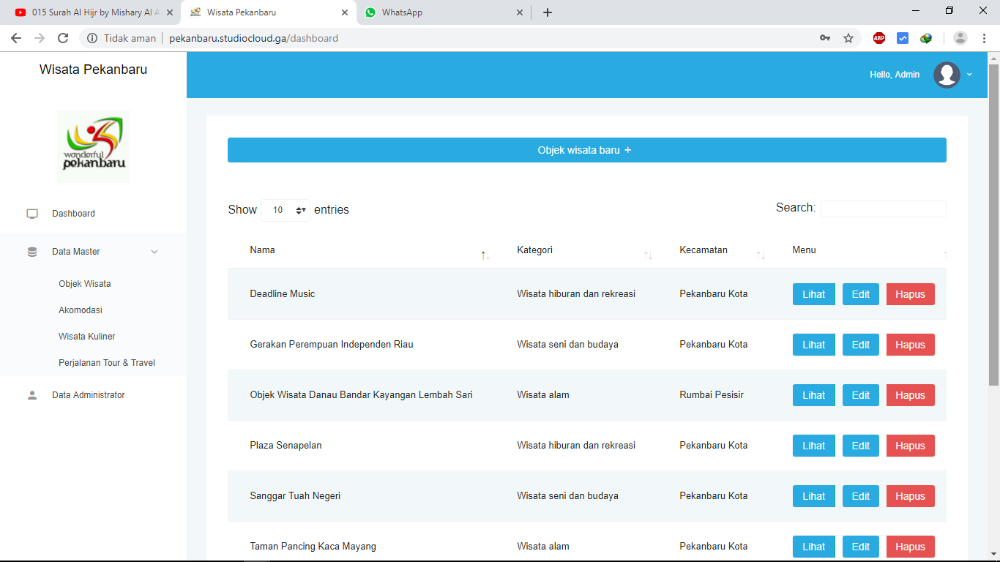 015 Surah Al Hijr by Mishary Al A
Wisata Pekanbaru
WhatsApp
Tidak aman
pekanbaru.studiocloud.ga/dashboard
ABP
Wisata Pekanbaru
Hello, Admin
wonderful
pekanbaru
Objek wisata baru +
Show 10 entries
Search:
Dashboard
Data Master
Objek Wisata
Akomodasi
Wisata Kuliner
Perjalanan Tour & Travel
Data Administrator
Nama Kategori Kecamatan Menu
Deadline Music Wisata hiburan dan rekreasi Pekanbaru Kota Lihat Edit Hapus
Gerakan Perempuan Independen Riau Wisata seni dan budaya Pekanbaru Kota Lihat Edit Hapus
Objek Wisata Danau Bandar Kayangan Lembah Sari Wisata alam Rumbai Pesisir Lihat Edit Hapus
Plaza Senapelan Wisata hiburan dan rekreasi Pekanbaru Kota Lihat Edit Hapus
Sanggar Tuah Negeri Wisata seni dan budaya Pekanbaru Kota Lihat Edit Hapus
Taman Pancing Kaca Mayang Wisata alam Pekanbaru Kota Lihat Edit Hapus